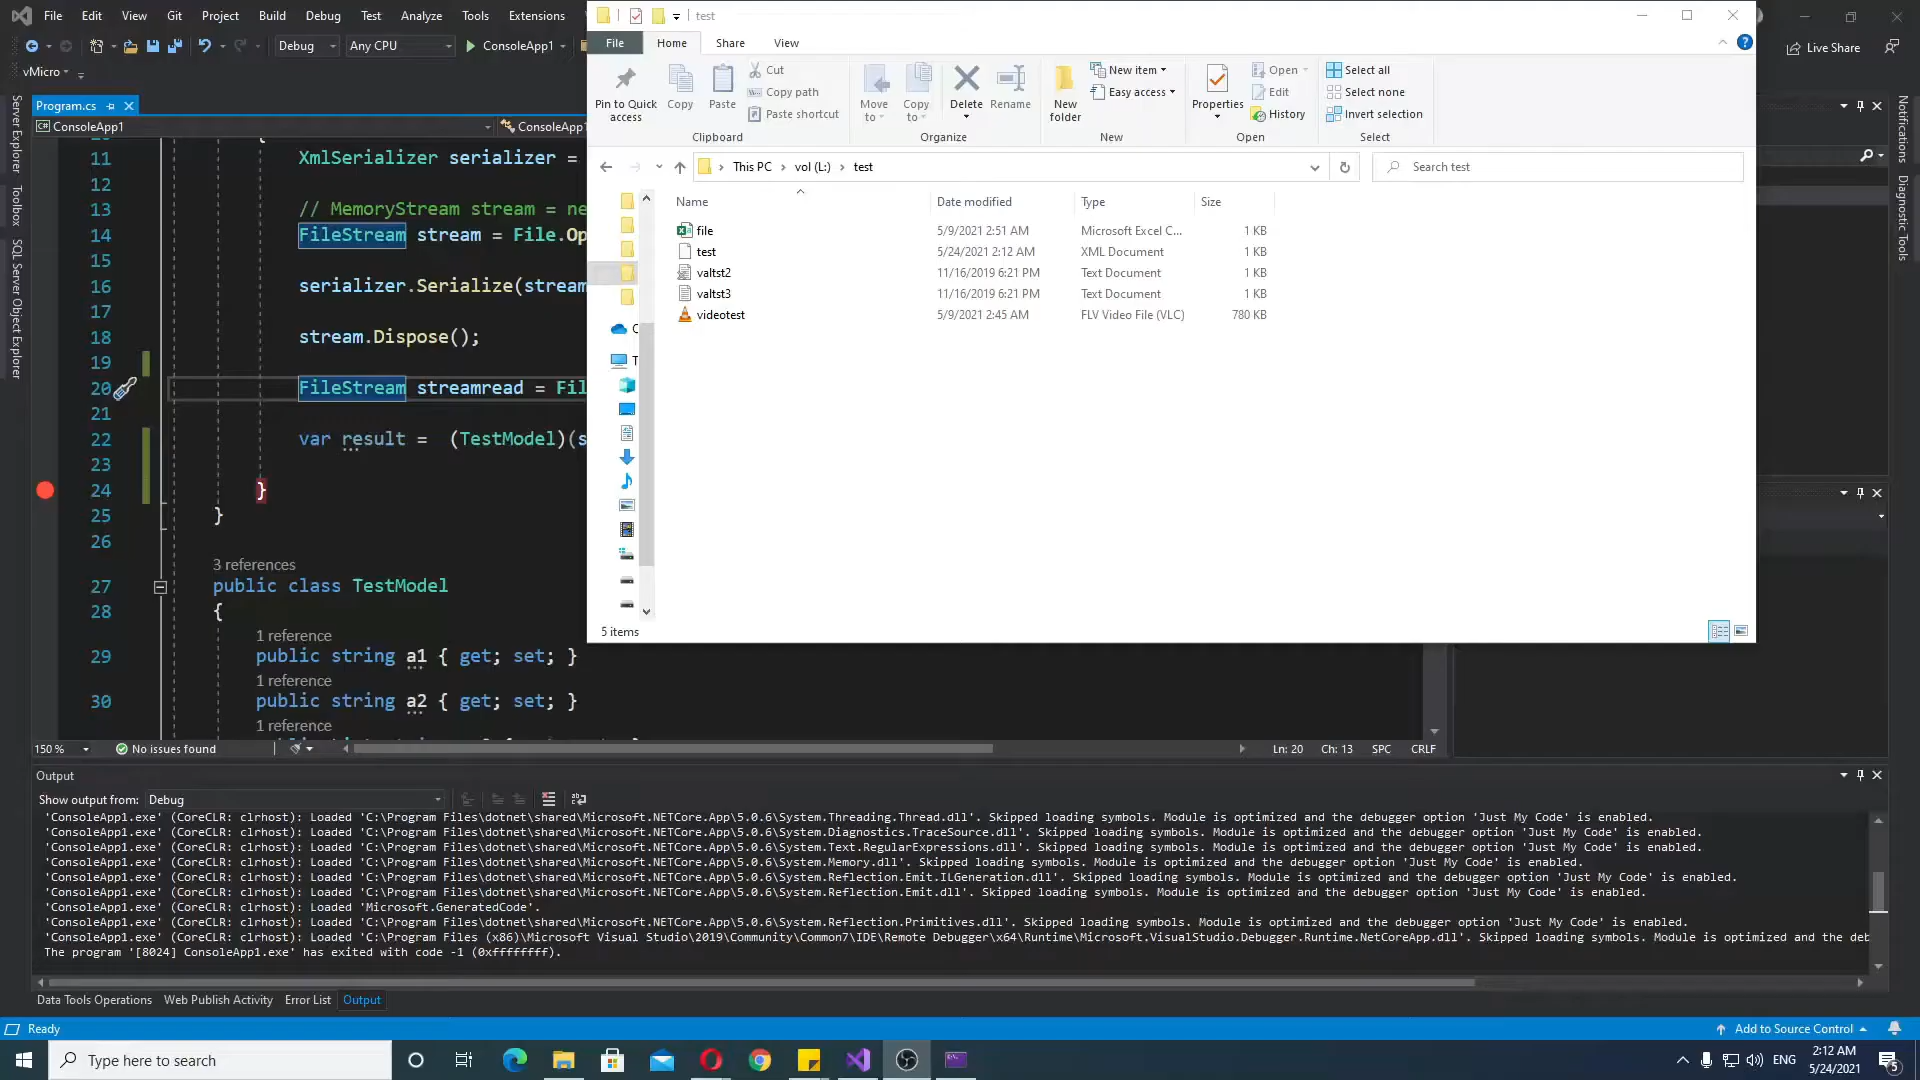 File Edit View Git Project Build Debug Test Analyze Tools Extensions
Debug Any CPU ConsoleApp1
Live Share
vMicro
Program.cs
ConsoleApp1 ConsoleApp1
Server Explorer
Toolbox
SQL Server Object Explorer
11 XmlSerializer serializer =
12
13 // MemoryStream stream = ne
14 FileStream stream = File.Op
15
16 serializer.Serialize(stream
17
18 stream.Dispose();
19
20 FileStream streamread = Fil
21
22 var result = (TestModel)(s
23
24 }
25 }
26
3 references
27 public class TestModel
28 {
1 reference
29 public string a1 { get; set; }
1 reference
30 public string a2 { get; set; }
1 reference
150 % No issues found Ln: 20 Ch: 13 SPC CRLF
test
File Home Share View
Pin to Quick access
Copy
Paste
Cut
Copy path
Paste shortcut
Clipboard
Move to
Copy to
Delete
Rename
Organize
New folder
New item
Easy access
New
Properties
Open
Edit
History
Open
Select all
Select none
Invert selection
Select
This PC vol (L:) test
Search test
Name Date modified Type Size
file 5/9/2021 2:51 AM Microsoft Excel C... 1 KB
test 5/24/2021 2:12 AM XML Document 1 KB
valtst2 11/16/2019 6:21 PM Text Document 1 KB
valtst3 11/16/2019 6:21 PM Text Document 1 KB
videotest 5/9/2021 2:45 AM FLV Video File (VLC) 780 KB
5 items
Notifications
Diagnostic Tools
Output
Show output from: Debug
'ConsoleApp1.exe' (CoreCLR: clrhost): Loaded 'C:\Program Files\dotnet\shared\Microsoft.NETCore.App\5.0.6\System.Threading.Thread.dll'. Skipped loading symbols. Module is optimized and the debugger option 'Just My Code' is enabled.
'ConsoleApp1.exe' (CoreCLR: clrhost): Loaded 'C:\Program Files\dotnet\shared\Microsoft.NETCore.App\5.0.6\System.Diagnostics.TraceSource.dll'. Skipped loading symbols. Module is optimized and the debugger option 'Just My Code' is enabled.
'ConsoleApp1.exe' (CoreCLR: clrhost): Loaded 'C:\Program Files\dotnet\shared\Microsoft.NETCore.App\5.0.6\System.Text.RegularExpressions.dll'. Skipped loading symbols. Module is optimized and the debugger option 'Just My Code' is enabled.
'ConsoleApp1.exe' (CoreCLR: clrhost): Loaded 'C:\Program Files\dotnet\shared\Microsoft.NETCore.App\5.0.6\System.Memory.dll'. Skipped loading symbols. Module is optimized and the debugger option 'Just My Code' is enabled.
'ConsoleApp1.exe' (CoreCLR: clrhost): Loaded 'C:\Program Files\dotnet\shared\Microsoft.NETCore.App\5.0.6\System.Reflection.Emit.ILGeneration.dll'. Skipped loading symbols. Module is optimized and the debugger option 'Just My Code' is enabled.
'ConsoleApp1.exe' (CoreCLR: clrhost): Loaded 'C:\Program Files\dotnet\shared\Microsoft.NETCore.App\5.0.6\System.Reflection.Emit.dll'. Skipped loading symbols. Module is optimized and the debugger option 'Just My Code' is enabled.
'ConsoleApp1.exe' (CoreCLR: clrhost): Loaded 'Microsoft.GeneratedCode'.
'ConsoleApp1.exe' (CoreCLR: clrhost): Loaded 'C:\Program Files\dotnet\shared\Microsoft.NETCore.App\5.0.6\System.Reflection.Primitives.dll'. Skipped loading symbols. Module is optimized and the debugger option 'Just My Code' is enabled.
'ConsoleApp1.exe' (CoreCLR: clrhost): Loaded 'C:\Program Files (x86)\Microsoft Visual Studio\2019\Community\Common7\IDE\Remote Debugger\x64\Runtime\Microsoft.VisualStudio.Debugger.Runtime.NetCoreApp.dll'. Skipped loading symbols. Module is optimized and the deb
The program '[8024] ConsoleApp1.exe' has exited with code -1 (0xffffffff).
Data Tools Operations Web Publish Activity Error List Output
Ready Add to Source Control
Type here to search
ENG
2:12 AM
5/24/2021
5